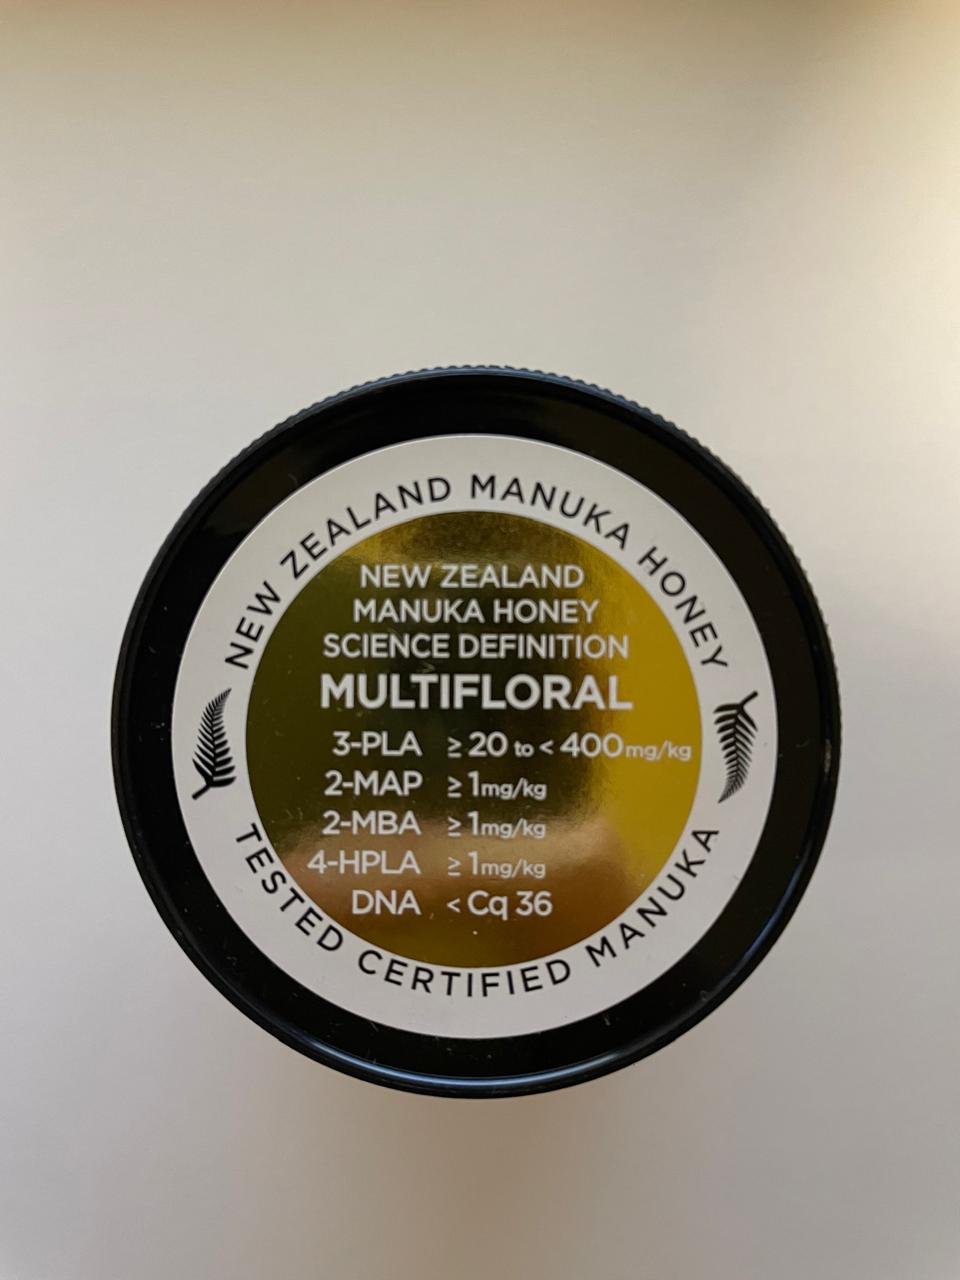 NEW ZEALAND MANUKA HONEY
NEW ZEALAND
MANUKA HONEY
SCIENCE DEFINITION
MULTIFLORAL
3-PLA ≥ 20 to < 400mg/kg
2-MAP ≥ 1mg/kg
2-MBA ≥ 1mg/kg
4-HPLA ≥ 1mg/kg
DNA < Cq 36
TESTED CERTIFIED MANUKA